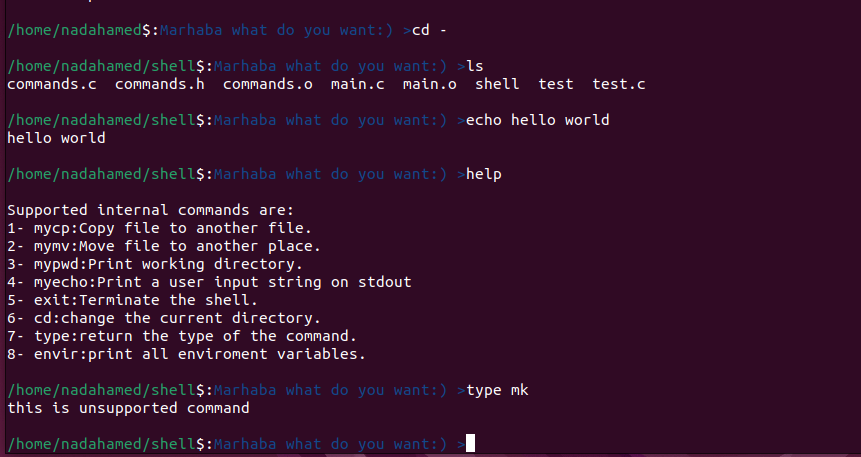 /home/nadahamed$:Marhaba what do you want:) >cd -
/home/nadahamed/shell$:Marhaba what do you want:) >ls
commands.c  commands.h  commands.o  main.c  main.o  shell  test  test.c
/home/nadahamed/shell$:Marhaba what do you want:) >echo hello world
hello world
/home/nadahamed/shell$:Marhaba what do you want:) >help
Supported internal commands are:
1- mycp:Copy file to another file.
2- mymv:Move file to another place.
3- mypwd:Print working directory.
4- myecho:Print a user input string on stdout
5- exit:Terminate the shell.
6- cd:change the current directory.
7- type:return the type of the command.
8- envir:print all enviroment variables.
/home/nadahamed/shell$:Marhaba what do you want:) >type mk
this is unsupported command
/home/nadahamed/shell$:Marhaba what do you want:) >